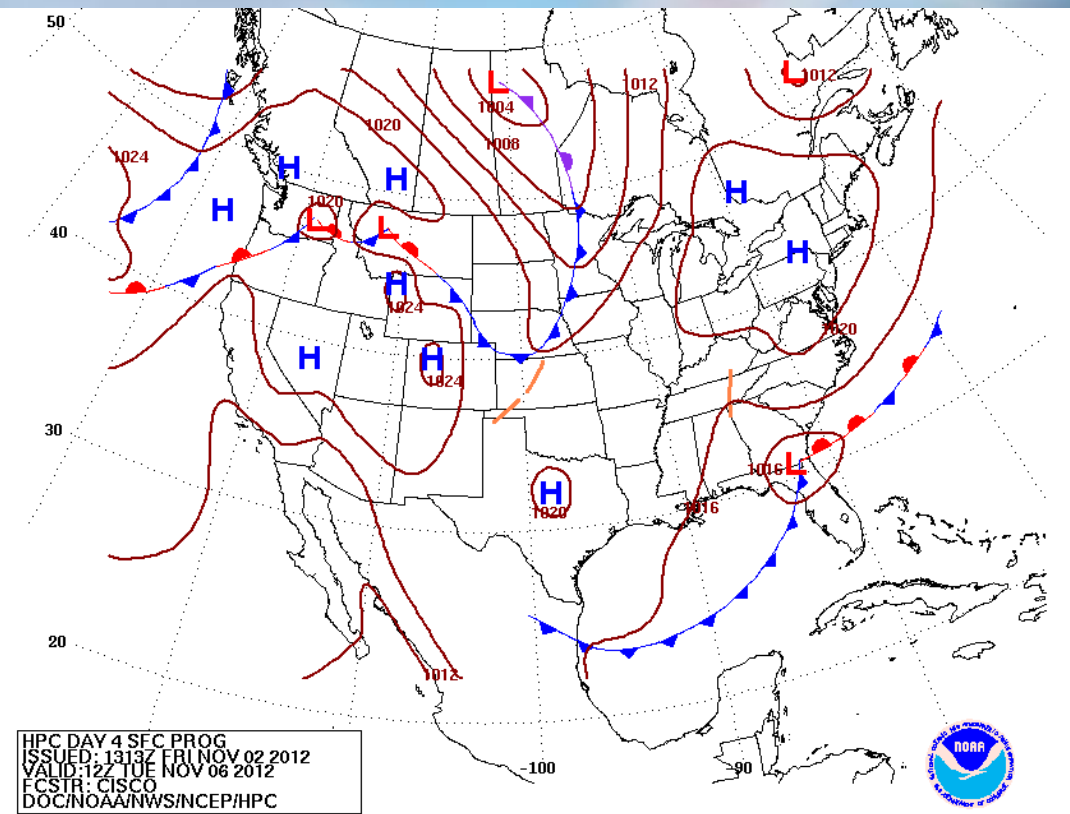 50
L
1012
L
1004
1012
1020
1008
1024
H
H
H
H
1020
L
L
40
H
H
1024
1020
H
H
1024
30
L
1016
H
1020
1016
20
1012
-100
-90
HPC DAY 4 SFC PROG
ISSUED: 1313Z FRI NOV 02 2012
VALID:12Z TUE NOV 06 2012
FCSTR: CISCO
DOC/NOAA/NWS/NCEP/HPC
NOAA